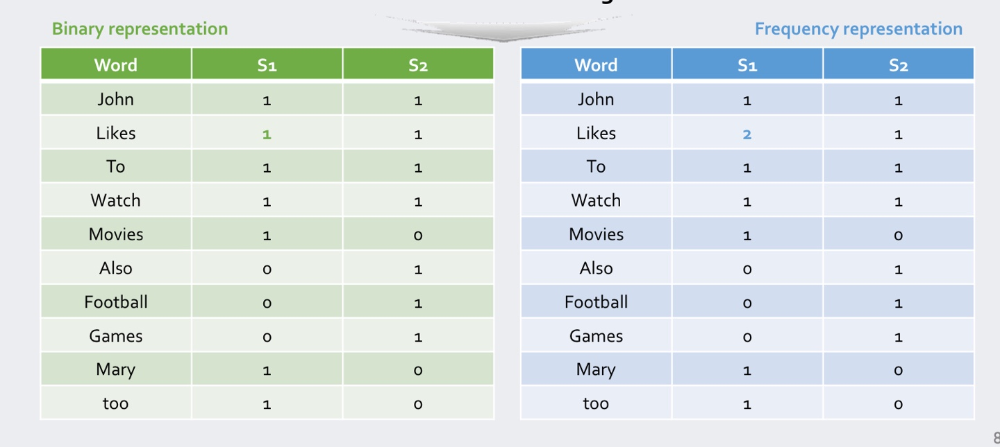 Binary representation
Frequency representation
Word S1 S2
John 1 1
Likes 1 1
To 1 1
Watch 1 1
Movies 1 0
Also 0 1
Football 0 1
Games 0 1
Mary 1 0
too 1 0
Word S1 S2
John 1 1
Likes 2 1
To 1 1
Watch 1 1
Movies 1 0
Also 0 1
Football 0 1
Games 0 1
Mary 1 0
too 1 0
8